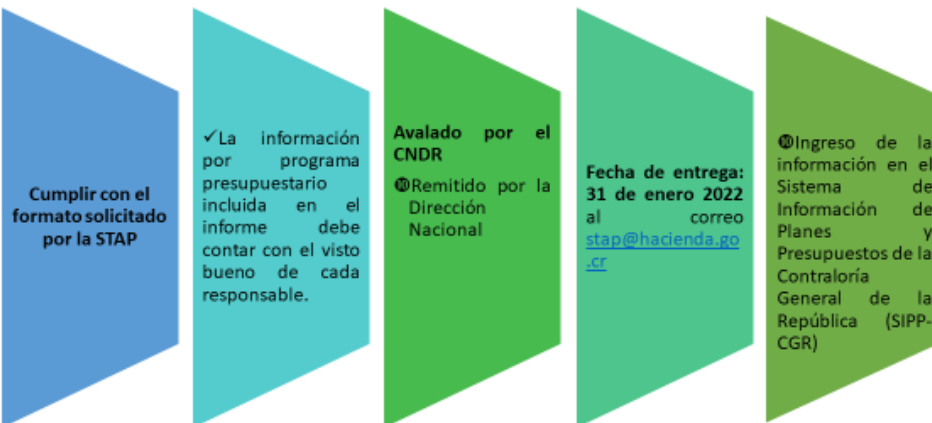 Cumplir con el
formato solicitado
por la STAP
✓La información
por programa
presupuestario
incluida en el
informe debe
contar con el visto
bueno de cada
responsable.
Avalado por el
CNDR
❿Remitido por la
Dirección
Nacional
Fecha de entrega:
31 de enero 2022
al correo
stap@hacienda.go
.cr
❿Ingreso de la
información en el
Sistema de
Información de
Planes y
Presupuestos de la
Contraloría
General de la
República (SIPP-
CGR)